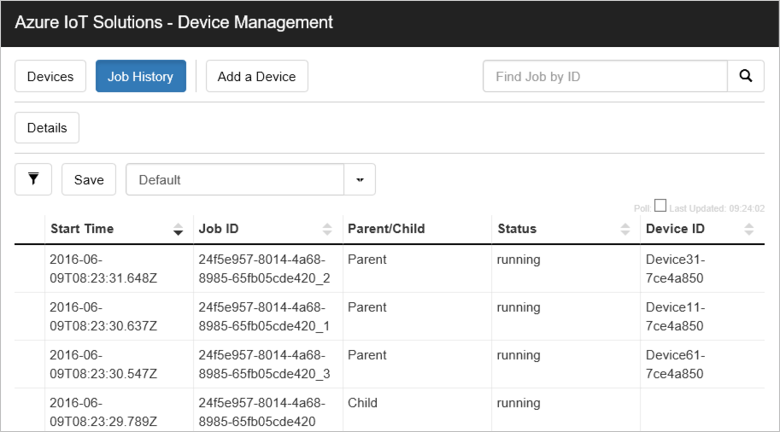 Azure IoT Solutions - Device Management
Devices Job History Add a Device Find Job by ID
Details
Save Default
Poll: Last Updated: 09:24:02
Start Time Job ID Parent/Child Status Device ID
2016-06- 24f5e957-8014-4a68- Parent running Device31-
09T08:23:31.648Z 8985-65fb05cde420_2 7ce4a850
2016-06- 24f5e957-8014-4a68- Parent running Device11-
09T08:23:30.637Z 8985-65fb05cde420_1 7ce4a850
2016-06- 24f5e957-8014-4a68- Parent running Device61-
09T08:23:30.547Z 8985-65fb05cde420_3 7ce4a850
2016-06- 24f5e957-8014-4a68- Child running
09T08:23:29.789Z 8985-65fb05cde420